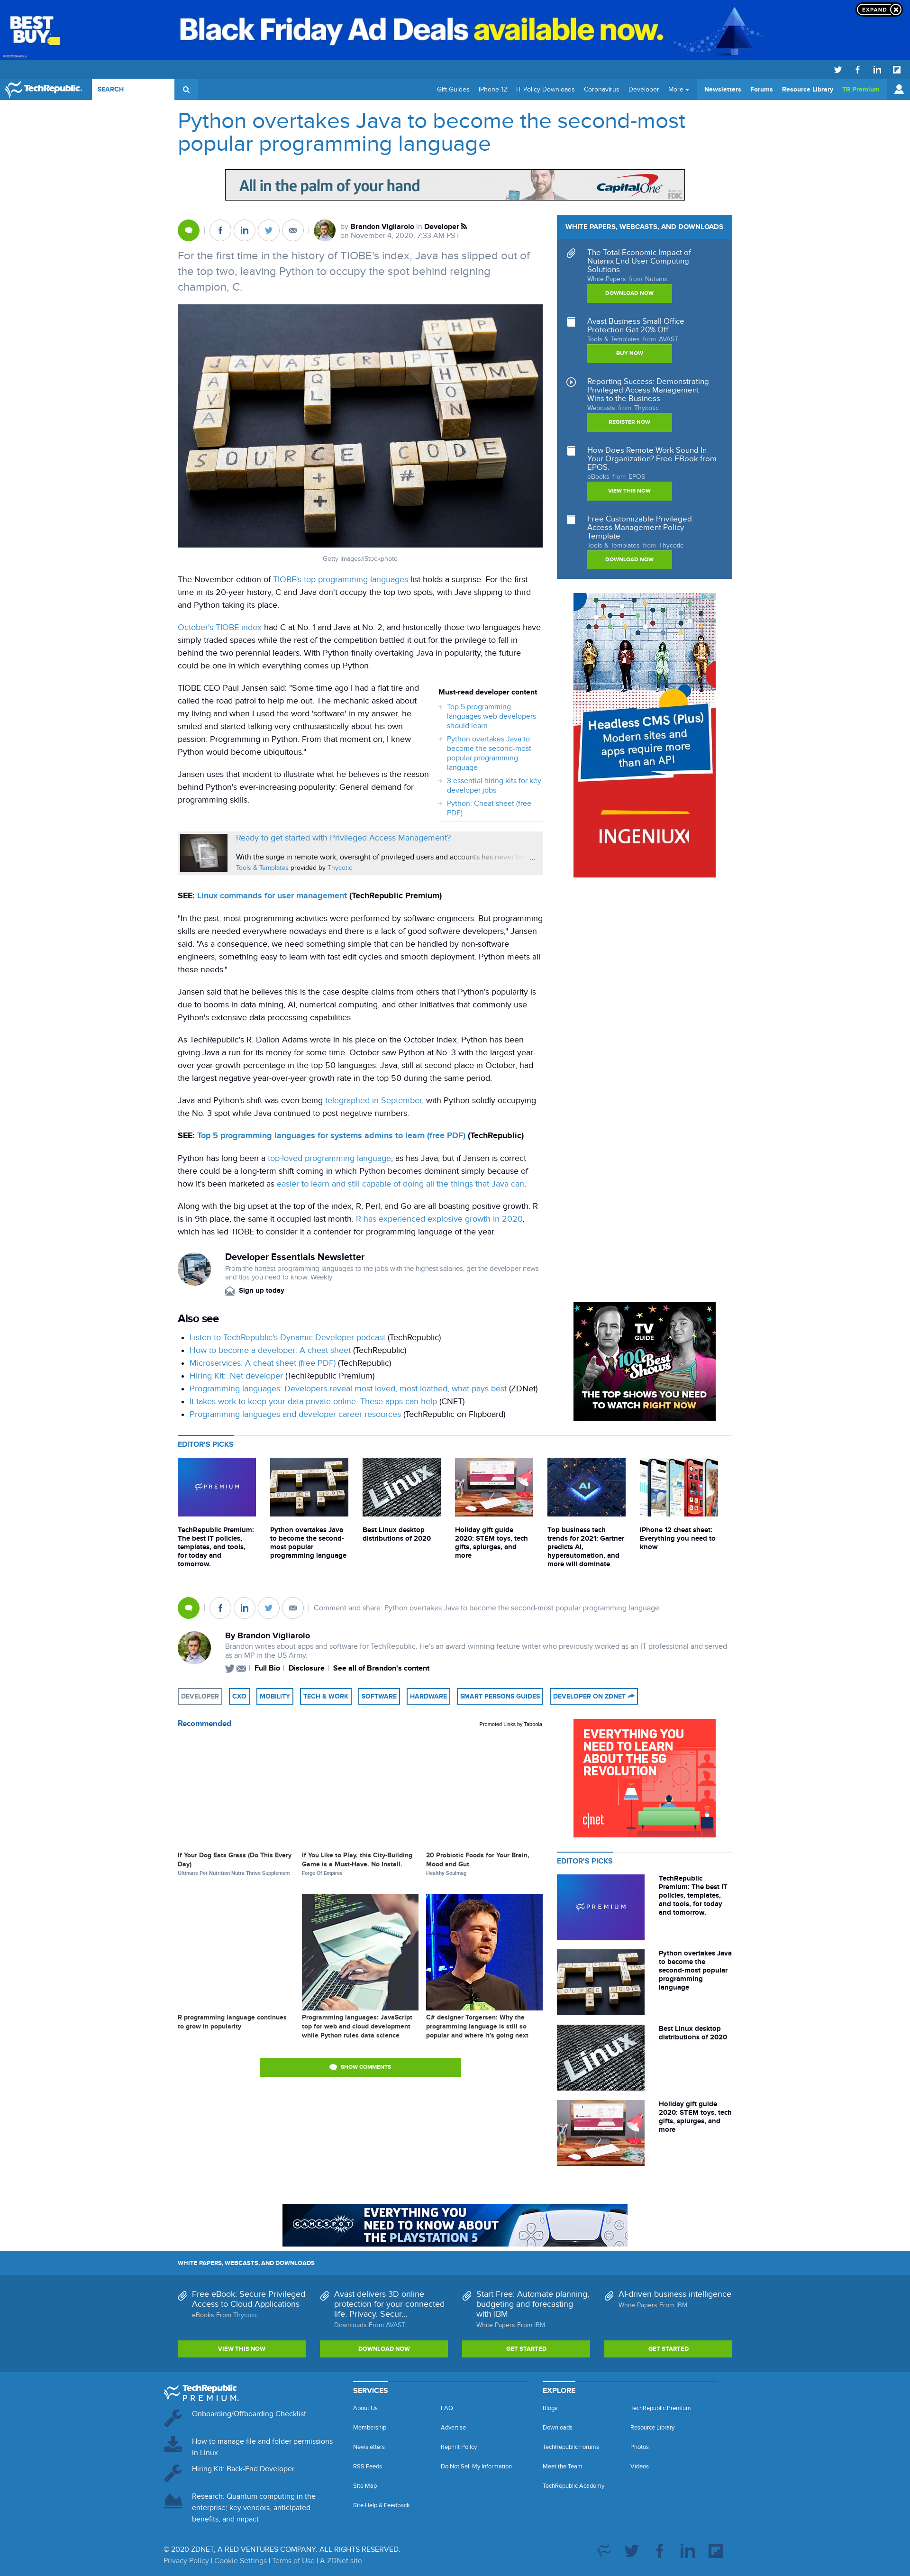 BEST BUY
Black Friday Ad Deals available now.
EXPAND
© 2020 Best Buy
TechRepublic.
SEARCH
Gift Guides
iPhone 12
IT Policy Downloads
Coronavirus
Developer
More
Newsletters
Forums
Resource Library
TR Premium
Python overtakes Java to become the second-most
popular programming language
All in the palm of your hand
Capital One
MEMBER
FDIC
by Brandon Vigliarolo in Developer
on November 4, 2020, 7:33 AM PST
For the first time in the history of TIOBE's index, Java has slipped out of
the top two, leaving Python to occupy the spot behind reigning
champion, C.
PHP
PYTHON
HTML
JAVA
SQL
SOURCE CODE
C++
Getty Images/iStockphoto
The November edition of TIOBE's top programming languages list holds a surprise: For the first
time in its 20-year history, C and Java don't occupy the top two spots, with Java slipping to third
and Python taking its place.
October's TIOBE index had C at No. 1 and Java at No. 2, and historically those two languages have
simply traded spaces while the rest of the competition battled it out for the privilege to fall in
behind the two perennial leaders. With Python finally overtaking Java in popularity, the future
could be one in which everything comes up Python.
TIOBE CEO Paul Jansen said: "Some time ago I had a flat tire and
called the road patrol to help me out. The mechanic asked about
my living and when I used the word 'software' in my answer, he
smiled and started talking very enthusiastically about his own
passion: Programming in Python. From that moment on, I knew
Python would become ubiquitous."
Jansen uses that incident to illustrate what he believes is the reason
behind Python's ever-increasing popularity: General demand for
programming skills.
Must-read developer content
Top 5 programming
languages web developers
should learn
Python overtakes Java to
become the second-most
popular programming
language
3 essential hiring kits for key
developer jobs
Python: Cheat sheet (free
PDF)
Ready to get started with Privileged Access Management?
With the surge in remote work, oversight of privileged users and accounts has never be ...
Tools & Templates provided by Thycotic
SEE: Linux commands for user management (TechRepublic Premium)
"In the past, most programming activities were performed by software engineers. But programming
skills are needed everywhere nowadays and there is a lack of good software developers," Jansen
said. "As a consequence, we need something simple that can be handled by non-software
engineers, something easy to learn with fast edit cycles and smooth deployment. Python meets all
these needs."
Jansen said that he believes this is the case despite claims from others that Python's popularity is
due to booms in data mining, AI, numerical computing, and other initiatives that commonly use
Python's extensive data processing capabilities.
As TechRepublic's R. Dallon Adams wrote in his piece on the October index, Python has been
giving Java a run for its money for some time. October saw Python at No. 3 with the largest year-
over-year growth percentage in the top 50 languages. Java, still at second place in October, had
the largest negative year-over-year growth rate in the top 50 during the same period.
Java and Python's shift was even being telegraphed in September, with Python solidly occupying
the No. 3 spot while Java continued to post negative numbers.
SEE: Top 5 programming languages for systems admins to learn (free PDF) (TechRepublic)
Python has long been a top-loved programming language, as has Java, but if Jansen is correct
there could be a long-term shift coming in which Python becomes dominant simply because of
how it's been marketed as easier to learn and still capable of doing all the things that Java can.
Along with the big upset at the top of the index, R, Perl, and Go are all boasting positive growth. R
is in 9th place, the same it occupied last month. R has experienced explosive growth in 2020,
which has led TIOBE to consider it a contender for programming language of the year.
Developer Essentials Newsletter
From the hottest programming languages to the jobs with the highest salaries, get the developer news
and tips you need to know. Weekly
Sign up today
Also see
Listen to TechRepublic's Dynamic Developer podcast (TechRepublic)
How to become a developer: A cheat sheet (TechRepublic)
Microservices: A cheat sheet (free PDF) (TechRepublic)
Hiring Kit: .Net developer (TechRepublic Premium)
Programming languages: Developers reveal most loved, most loathed, what pays best (ZDNet)
It takes work to keep your data private online. These apps can help (CNET)
Programming languages and developer career resources (TechRepublic on Flipboard)
WHITE PAPERS, WEBCASTS, AND DOWNLOADS
The Total Economic Impact of
Nutanix End User Computing
Solutions
White Papers from Nutanix
DOWNLOAD NOW
Avast Business Small Office
Protection Get 20% Off
Tools & Templates from AVAST
BUY NOW
Reporting Success: Demonstrating
Privileged Access Management
Wins to the Business
Webcasts from Thycotic
REGISTER NOW
How Does Remote Work Sound In
Your Organization? Free EBook from
EPOS.
eBooks from EPOS
VIEW THIS NOW
Free Customizable Privileged
Access Management Policy
Template
Tools & Templates from Thycotic
DOWNLOAD NOW
Headless CMS (Plus)
Modern sites and
apps require more
than an API
INGENIUX
TV
GUIDE
100 Best Shows
THE TOP SHOWS YOU NEED
TO WATCH RIGHT NOW
EDITOR'S PICKS
PREMIUM
Linux
AI
TechRepublic Premium:
The best IT policies,
templates, and tools,
for today and
tomorrow.
Python overtakes Java
to become the second-
most popular
programming language
Best Linux desktop
distributions of 2020
Holiday gift guide
2020: STEM toys, tech
gifts, splurges, and
more
Top business tech
trends for 2021: Gartner
predicts AI,
hyperautomation, and
more will dominate
iPhone 12 cheat sheet:
Everything you need to
know
Comment and share: Python overtakes Java to become the second-most popular programming language
By Brandon Vigliarolo
Brandon writes about apps and software for TechRepublic. He's an award-winning feature writer who previously worked as an IT professional and served
as an MP in the US Army.
Full Bio
Disclosure
See all of Brandon's content
DEVELOPER
CXO
MOBILITY
TECH & WORK
SOFTWARE
HARDWARE
SMART PERSONS GUIDES
DEVELOPER ON ZDNET
Recommended
Promoted Links by Taboola
If Your Dog Eats Grass (Do This Every
Day)
Ultimate Pet Nutrition Nutra Thrive Supplement
If You Like to Play, this City-Building
Game is a Must-Have. No Install.
Forge Of Empires
20 Probiotic Foods for Your Brain,
Mood and Gut
Healthy Soulmag
R programming language continues
to grow in popularity
Programming languages: JavaScript
top for web and cloud development
while Python rules data science
C# designer Torgersen: Why the
programming language is still so
popular and where it's going next
SHOW COMMENTS
EVERYTHING YOU
NEED TO LEARN
ABOUT THE 5G
REVOLUTION
c|net
EDITOR'S PICKS
PREMIUM
TechRepublic
Premium: The best IT
policies, templates,
and tools, for today
and tomorrow.
Python overtakes Java
to become the
second-most popular
programming
language
Linux
Best Linux desktop
distributions of 2020
Holiday gift guide
2020: STEM toys, tech
gifts, splurges, and
more
GAMESPOT
EVERYTHING YOU
NEED TO KNOW ABOUT
THE PLAYSTATION 5
WHITE PAPERS, WEBCASTS, AND DOWNLOADS
Free eBook: Secure Privileged
Access to Cloud Applications
eBooks From Thycotic
VIEW THIS NOW
Avast delivers 3D online
protection for your connected
life. Privacy. Secur...
Downloads From AVAST
DOWNLOAD NOW
Start Free: Automate planning,
budgeting and forecasting
with IBM
White Papers From IBM
GET STARTED
AI-driven business intelligence
White Papers From IBM
GET STARTED
TechRepublic
PREMIUM.
Onboarding/Offboarding Checklist
How to manage file and folder permissions
in Linux
Hiring Kit: Back-End Developer
Research: Quantum computing in the
enterprise; key vendors, anticipated
benefits, and impact
SERVICES
About Us
FAQ
Membership
Advertise
Newsletters
Reprint Policy
RSS Feeds
Do Not Sell My Information
Site Map
Site Help & Feedback
EXPLORE
Blogs
TechRepublic Premium
Downloads
Resource Library
TechRepublic Forums
Photos
Meet the Team
Videos
TechRepublic Academy
© 2020 ZDNET, A RED VENTURES COMPANY. ALL RIGHTS RESERVED.
Privacy Policy | Cookie Settings | Terms of Use | A ZDNet site